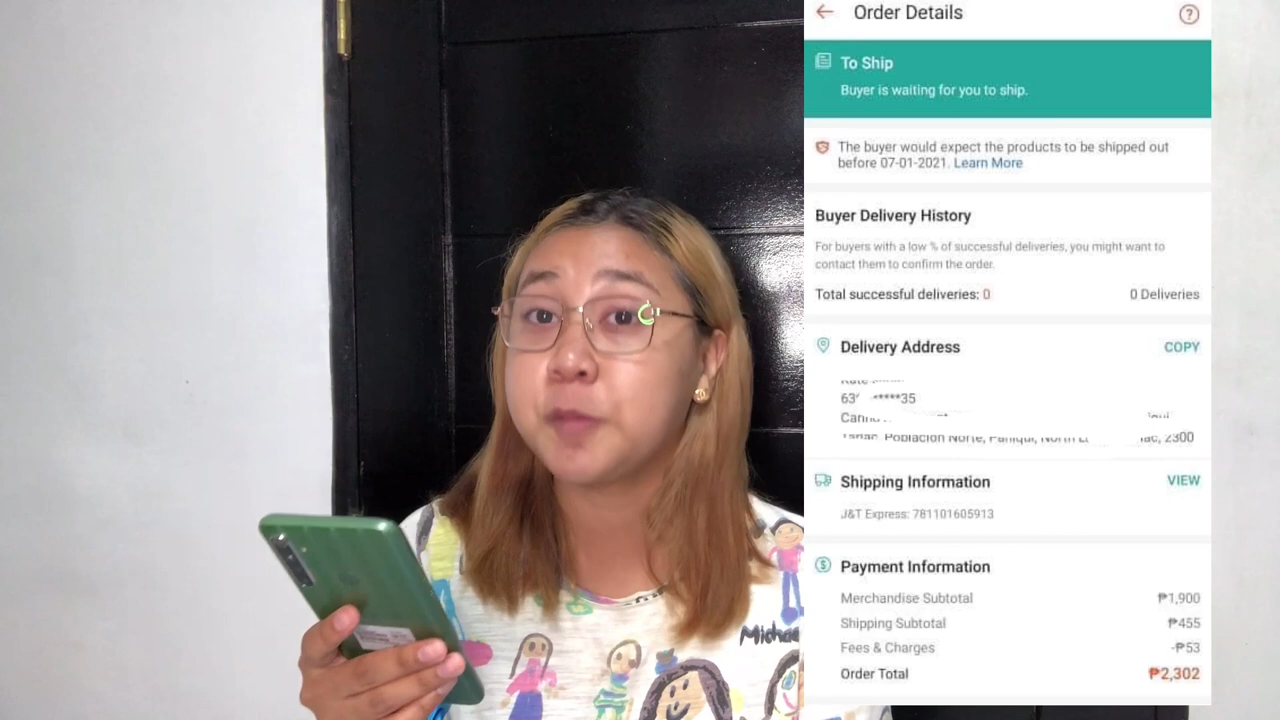 Order Details
?
To Ship
Buyer is waiting for you to ship.
The buyer would expect the products to be shipped out
before 07-01-2021. Learn More
Buyer Delivery History
For buyers with a low % of successful deliveries, you might want to
contact them to confirm the order.
Total successful deliveries: 0
0 Deliveries
Delivery Address
COPY
*****35
Poblacion Norte, Paniqui, North 2300
Shipping Information
VIEW
J&T Express: 781101605913
Payment Information
Merchandise Subtotal
₱1,900
Shipping Subtotal
₱455
Fees & Charges
-₱53
Order Total
₱2,302